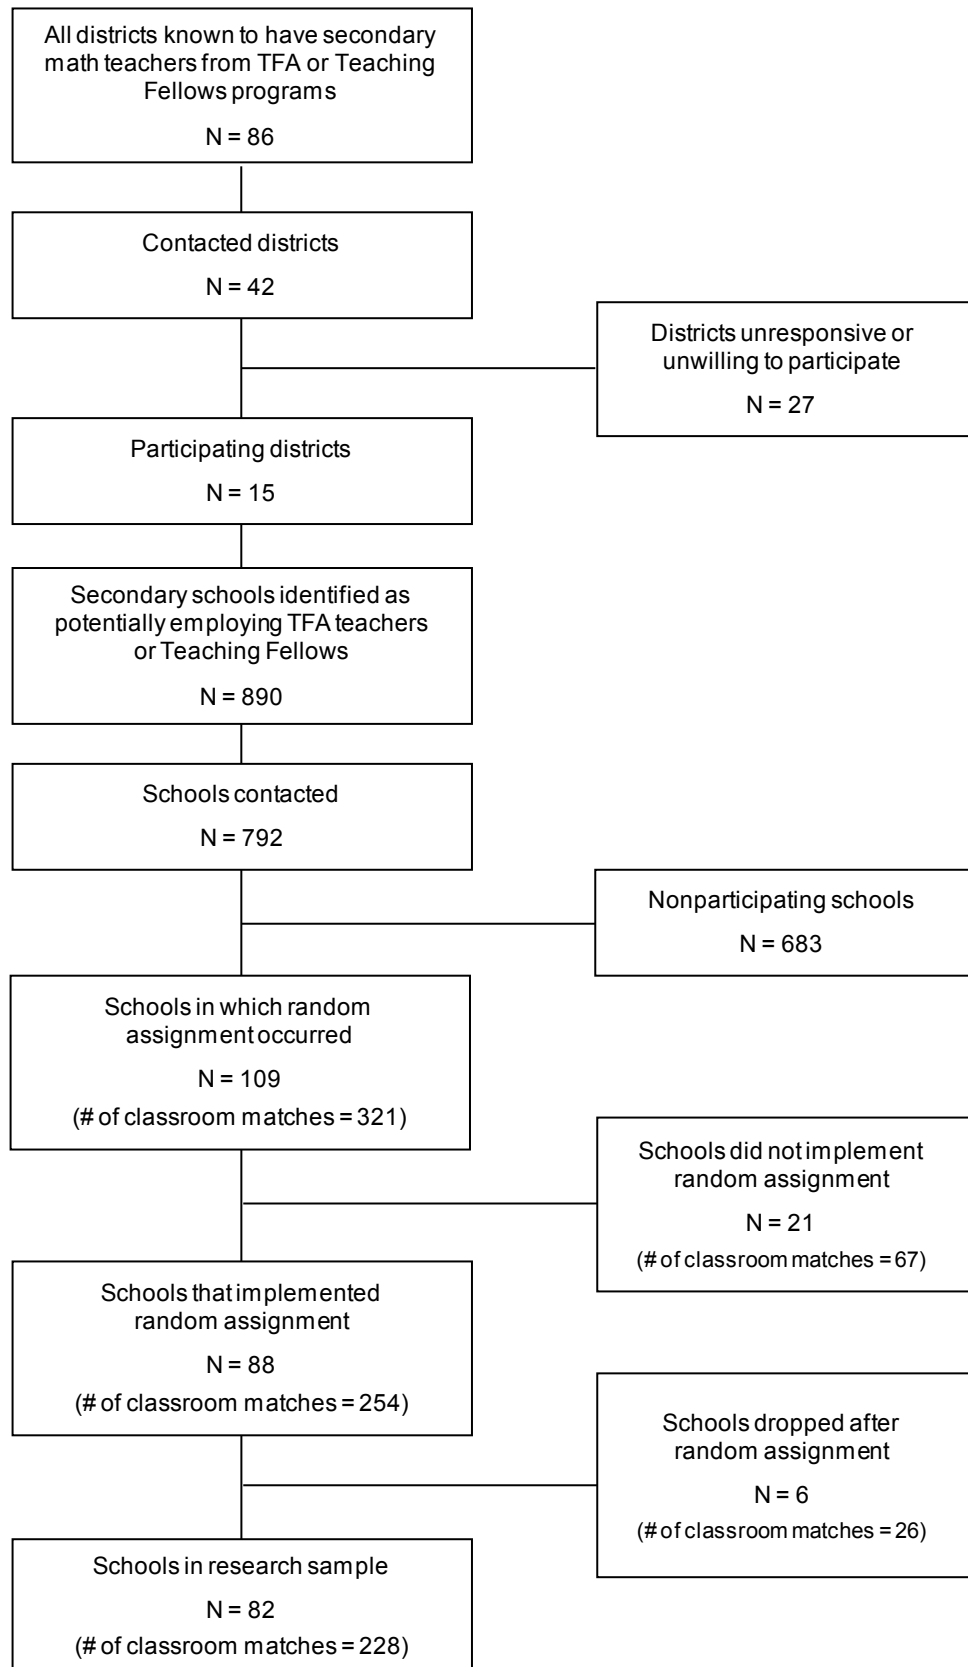 All districts known to have secondary
math teachers from TFA or Teaching
Fellows programs
N = 86
Contacted districts
N = 42
Districts unresponsive or
unwilling to participate
N = 27
Participating districts
N = 15
Secondary schools identified as
potentially employing TFA teachers
or Teaching Fellows
N = 890
Schools contacted
N = 792
Nonparticipating schools
N = 683
Schools in which random
assignment occurred
N = 109
(# of classroom matches = 321)
Schools did not implement
random assignment
N = 21
(# of classroom matches = 67)
Schools that implemented
random assignment
N = 88
(# of classroom matches = 254)
Schools dropped after
random assignment
N = 6
(# of classroom matches = 26)
Schools in research sample
N = 82
(# of classroom matches = 228)